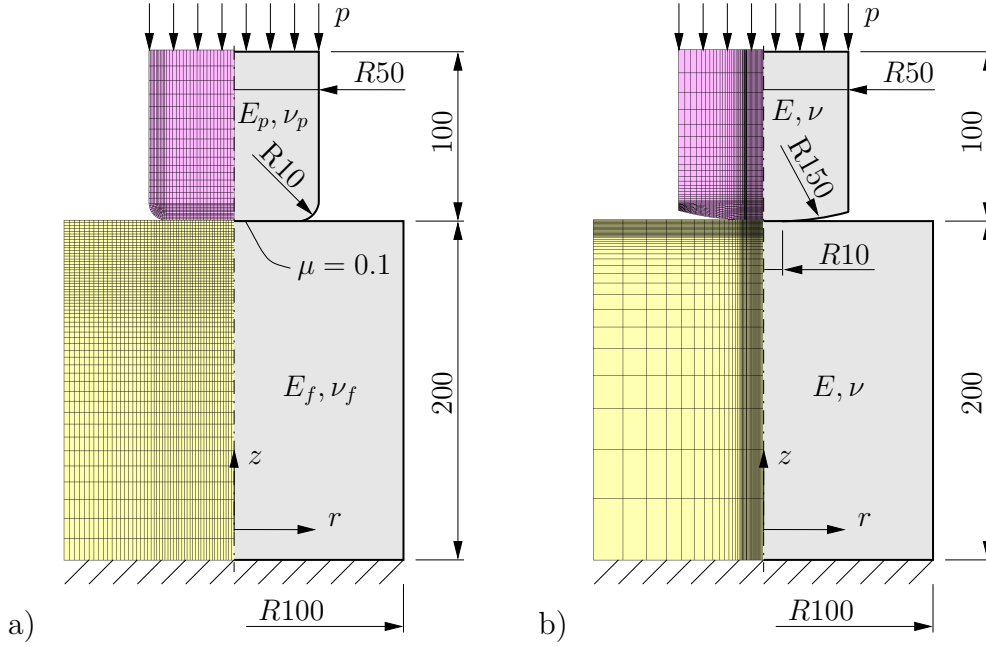 p
R50
E_p, ν_p
100
R10
μ = 0.1
200
E_f, ν_f
z
r
R100
a)
p
R50
E, ν
100
R150
R10
200
E, ν
z
r
R100
b)